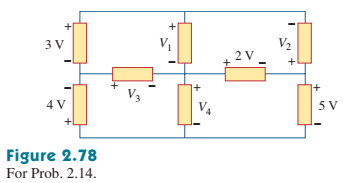 + + -
3 V V1 V2
- - + 2 V - +
- + V3 - + +
4 V V4 5 V
+ - -
Figure 2.78
For Prob. 2.14.